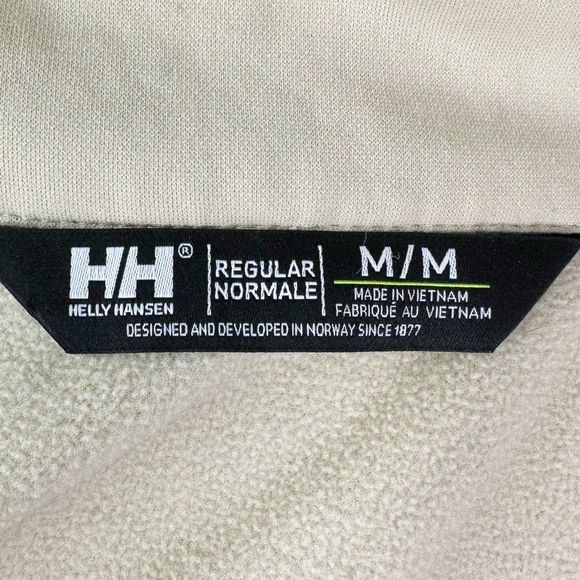 HH®
HELLY HANSEN
REGULAR
NORMALE
M/M
MADE IN VIETNAM
FABRIQUÉ AU VIETNAM
DESIGNED AND DEVELOPED IN NORWAY SINCE 1877